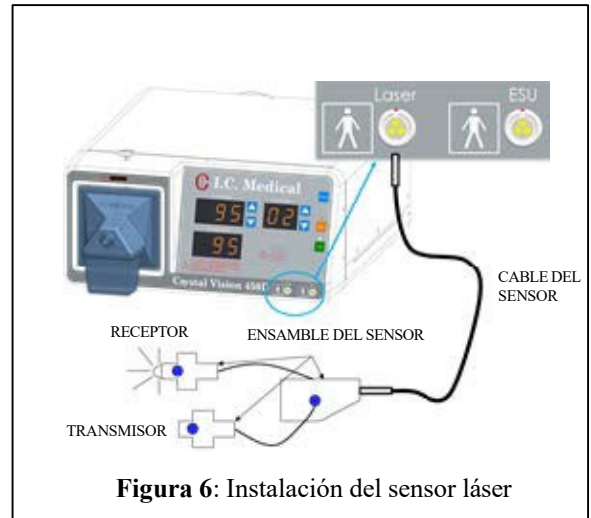 Laser ESU
I.C. Medical
95 02
95
Crystal Vision 450D
CABLE DEL
SENSOR
RECEPTOR
ENSAMBLE DEL SENSOR
TRANSMISOR
Figura 6: Instalación del sensor láser